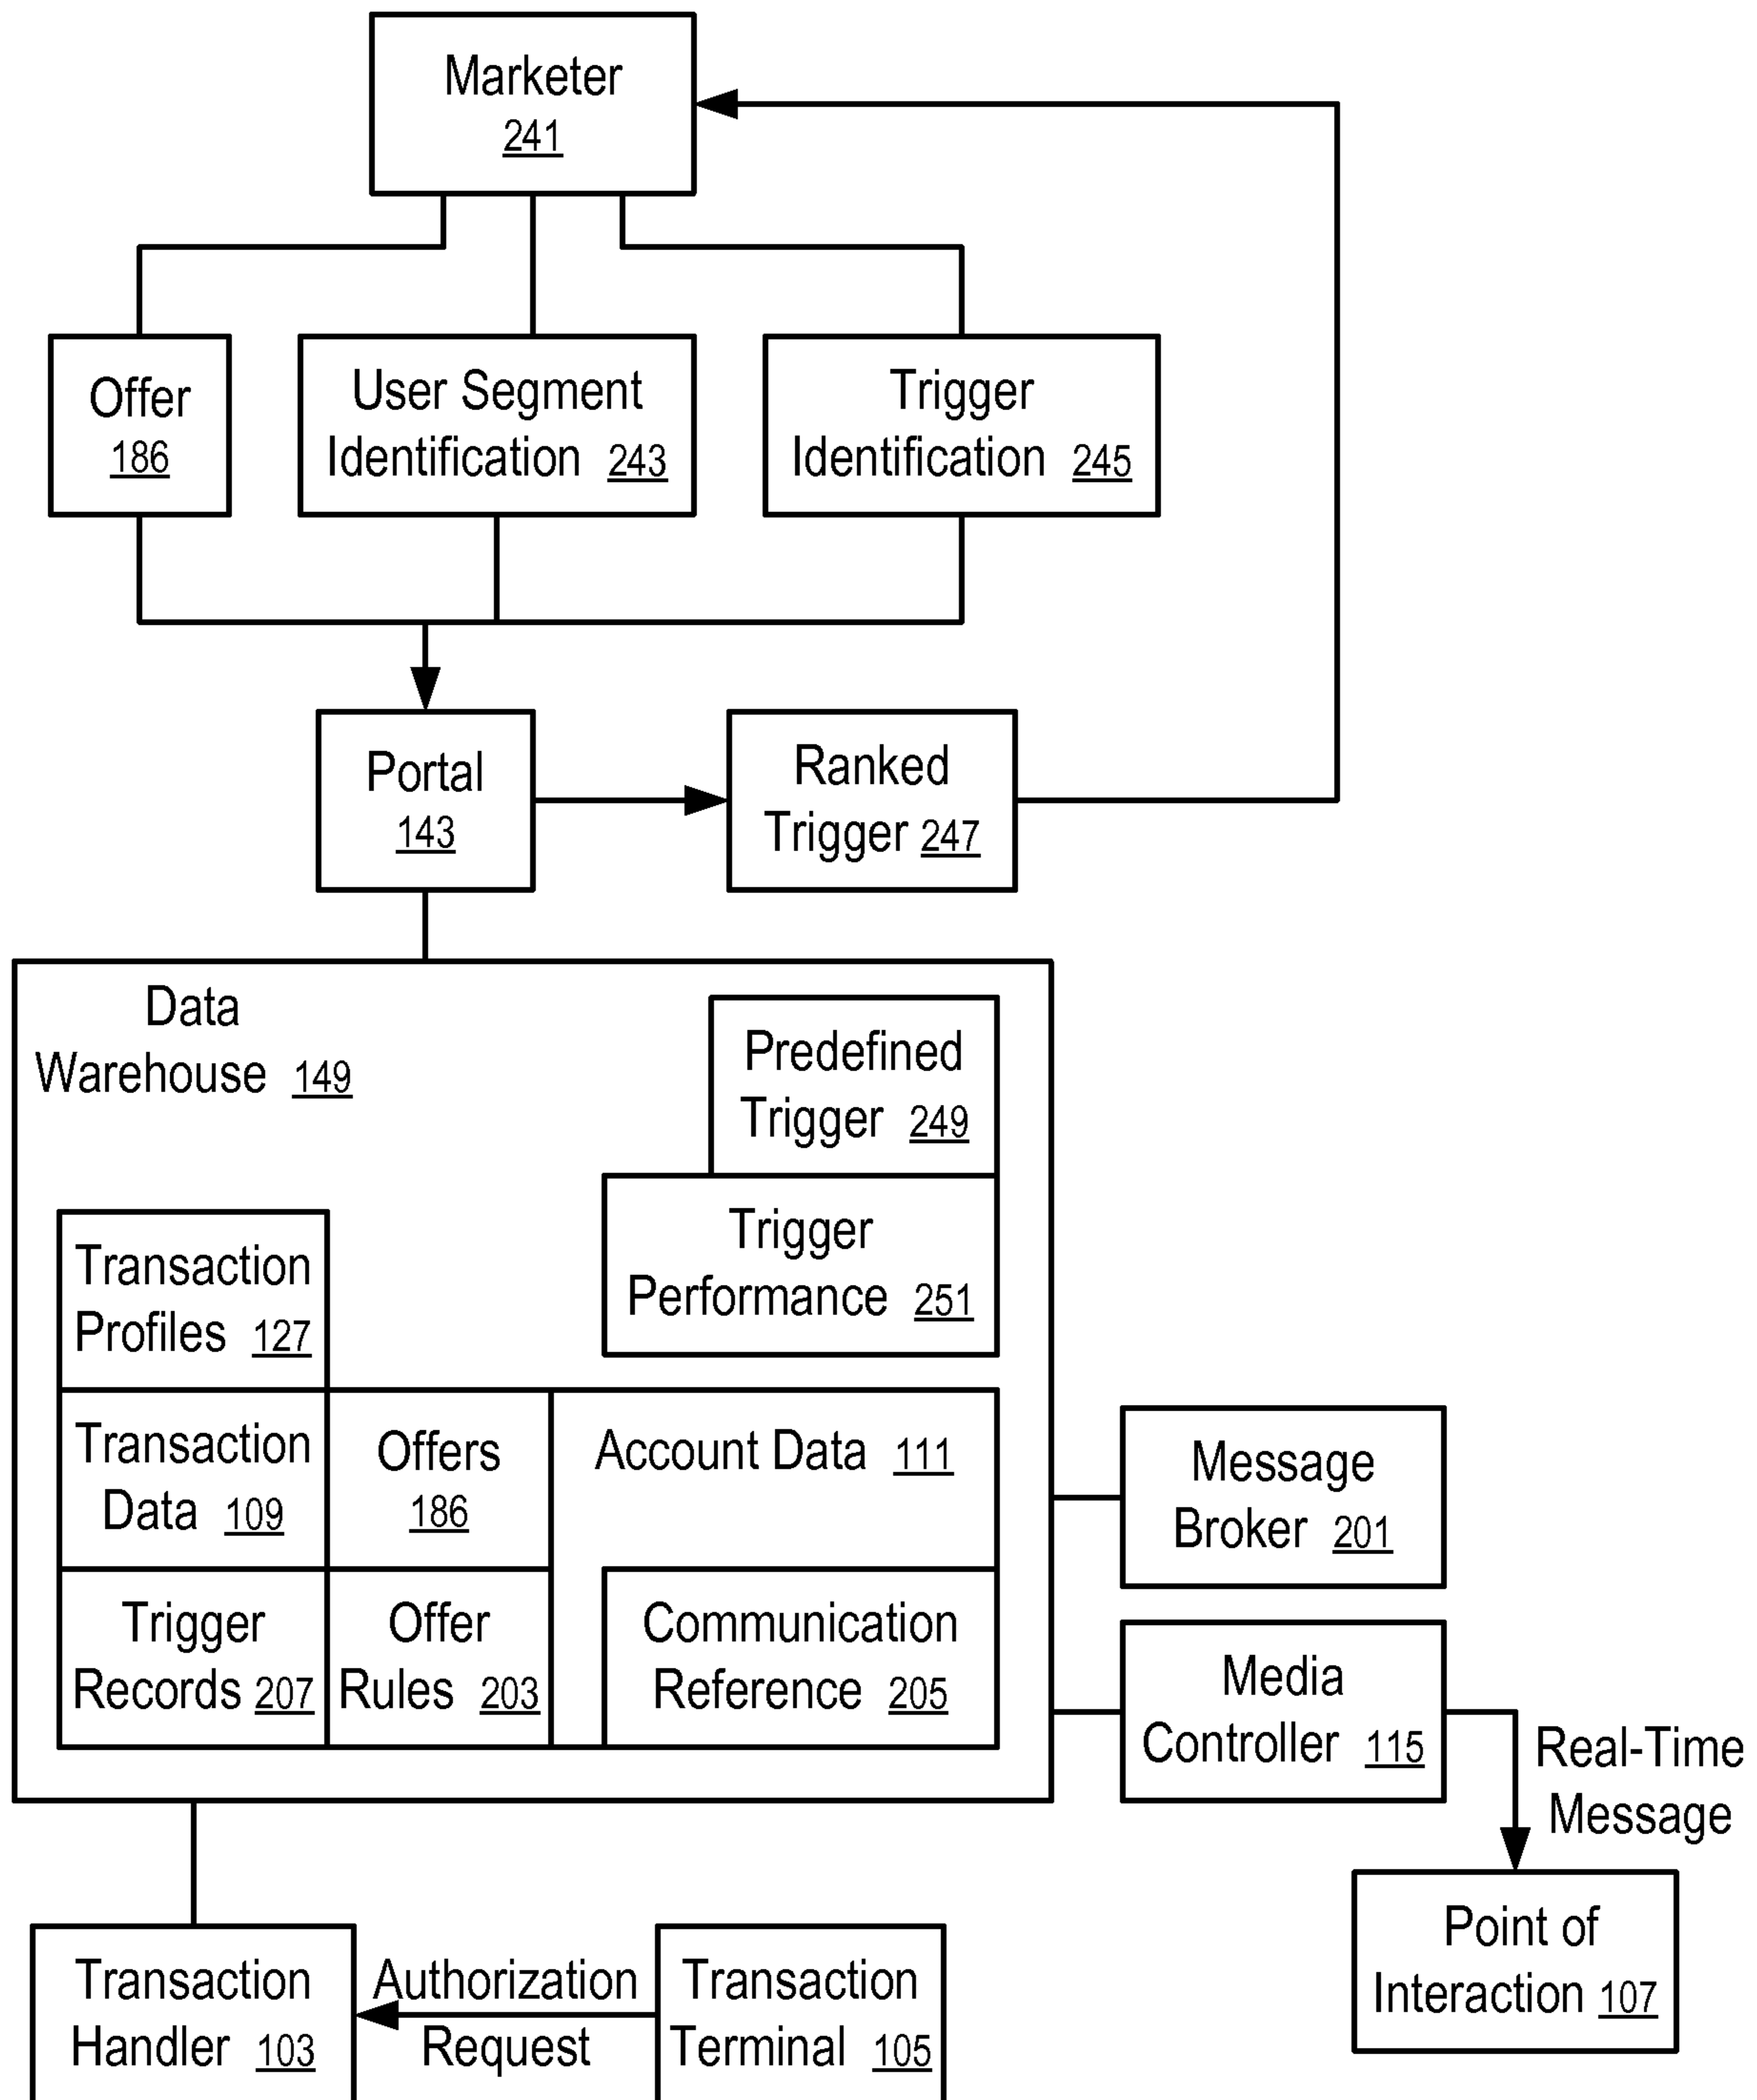 Marketer
241
Offer
186
User Segment
Identification 243
Trigger
Identification 245
Portal
143
Ranked
Trigger 247
Data
Warehouse 149
Predefined
Trigger 249
Trigger
Performance 251
Transaction
Profiles 127
Transaction
Data 109
Offers
186
Account Data 111
Trigger
Records 207
Offer
Rules 203
Communication
Reference 205
Message
Broker 201
Media
Controller 115
Real-Time
Message
Point of
Interaction 107
Transaction
Handler 103
Authorization
Request
Transaction
Terminal 105